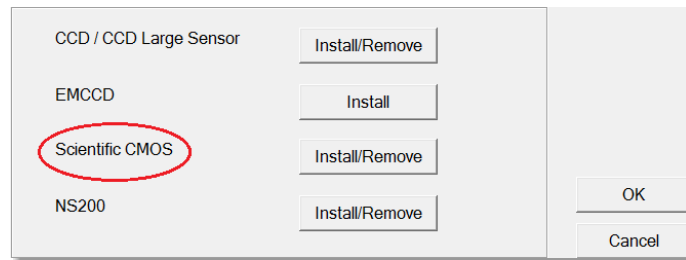 CCD / CCD Large Sensor Install/Remove
EMCCD Install
Scientific CMOS Install/Remove
NS200 Install/Remove
OK
Cancel